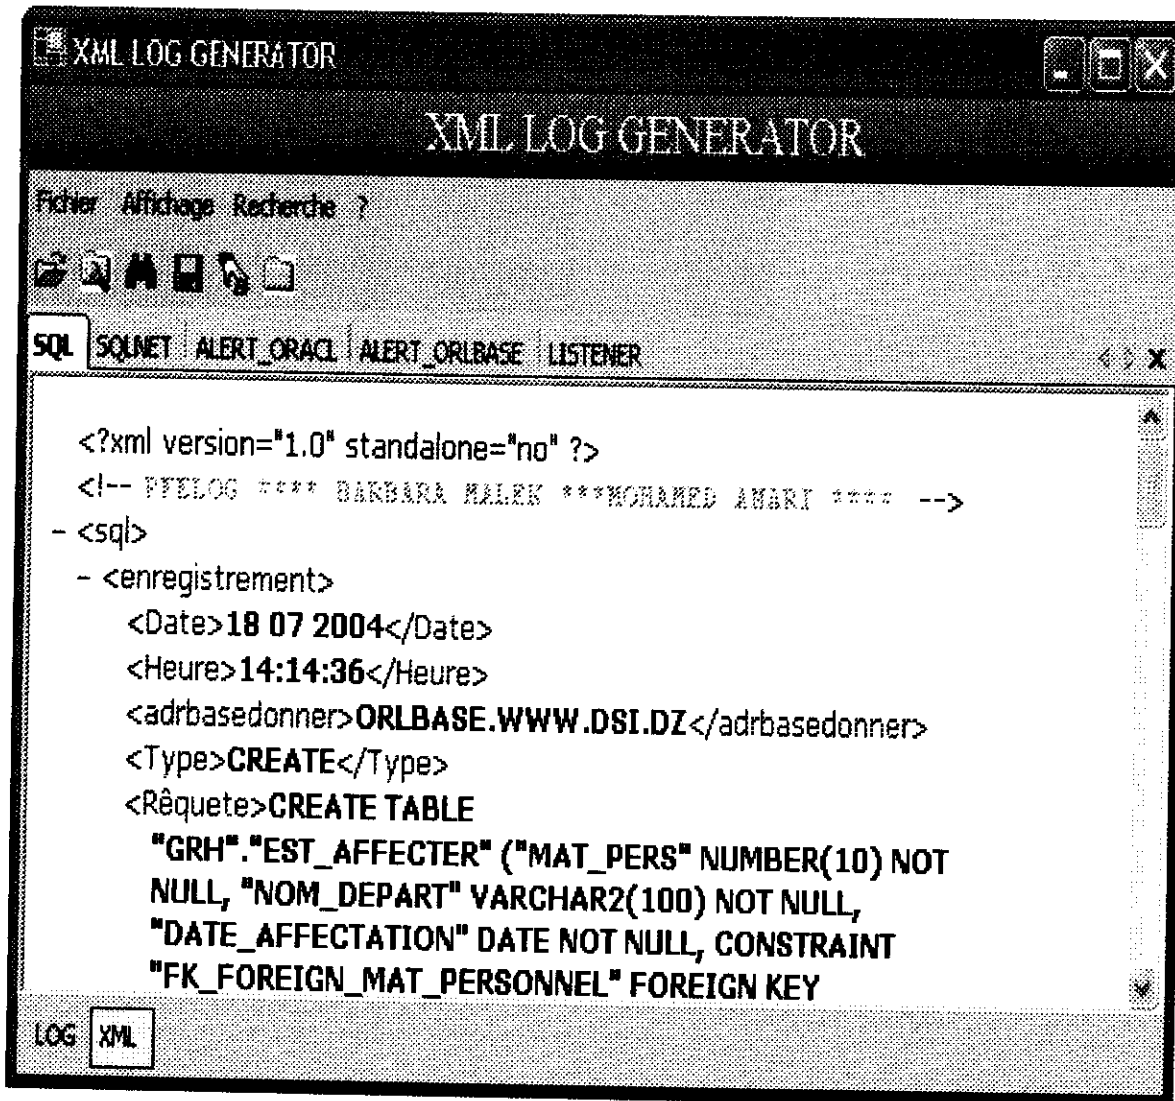 XML LOG GENERATOR
XML LOG GENERATOR
Fichier Affichage Recherche ?
SQL SQLNET ALERT_ORACL ALERT_ORLBASE LISTENER
<?xml version="1.0" standalone="no" ?>
<!-- PFELOG **** BARBARA MALEK ***MOHAMED AMARI **** -->
- <sql>
- <enregistrement>
<Date>18 07 2004</Date>
<Heure>14:14:36</Heure>
<adrbasedonner>ORLBASE.WWW.DSI.DZ</adrbasedonner>
<Type>CREATE</Type>
<Rêquete>CREATE TABLE
"GRH"."EST_AFFECTER" ("MAT_PERS" NUMBER(10) NOT
NULL, "NOM_DEPART" VARCHAR2(100) NOT NULL,
"DATE_AFFECTATION" DATE NOT NULL, CONSTRAINT
"FK_FOREIGN_MAT_PERSONNEL" FOREIGN KEY
LOG XML